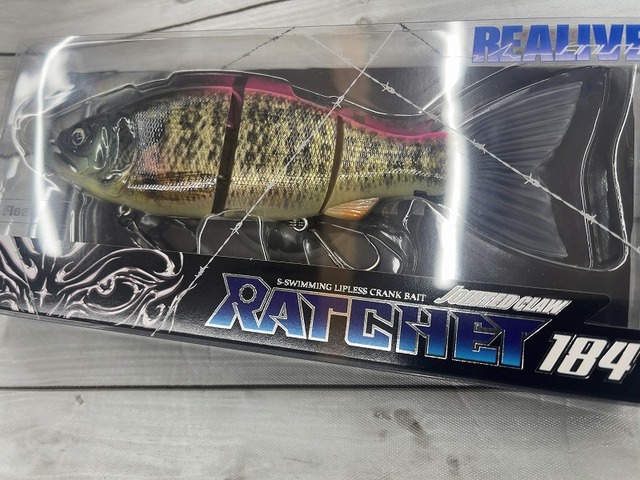 REALIVE
S-SWIMMING LIPLESS CRANK BAIT
JOINTED CLAW
RATCHET
184